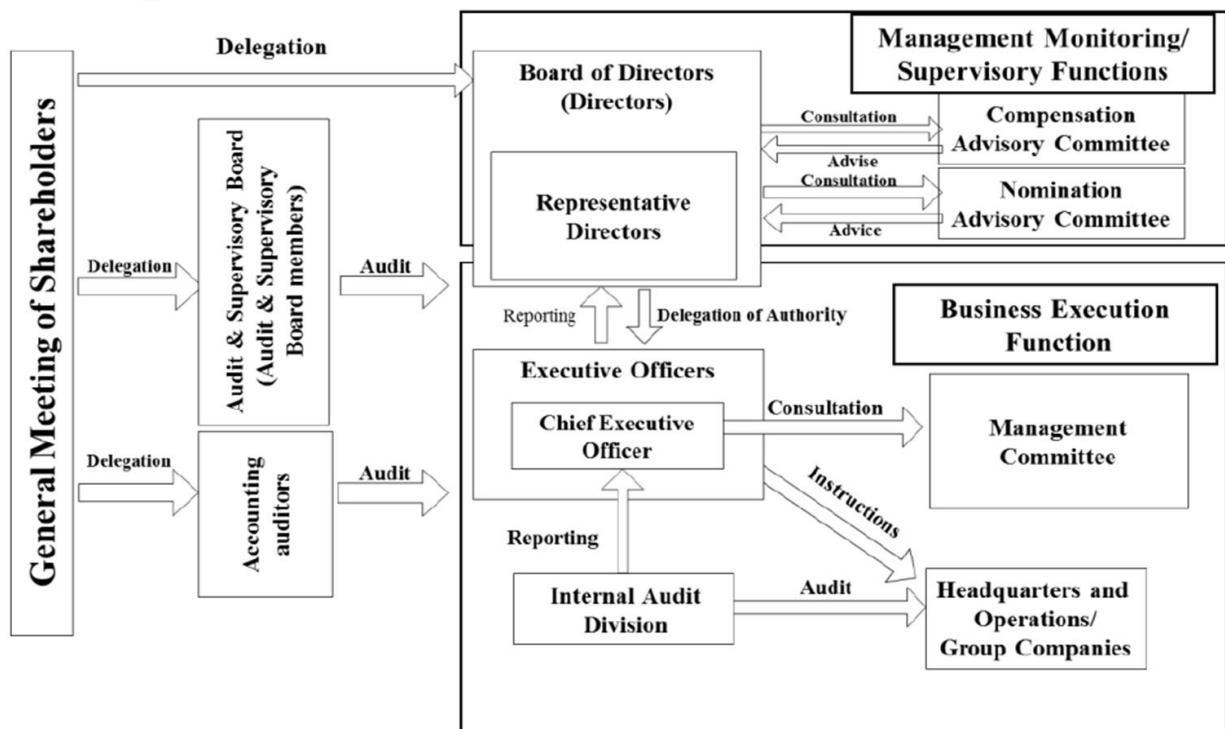 General Meeting of Shareholders
Delegation
Delegation
Audit & Supervisory Board
(Audit & Supervisory
Board members)
Audit
Delegation
Accounting
auditors
Audit
Management Monitoring/
Supervisory Functions
Board of Directors
(Directors)
Representative
Directors
Consultation
Advise
Compensation
Advisory Committee
Consultation
Advice
Nomination
Advisory Committee
Reporting
Delegation of Authority
Business Execution
Function
Executive Officers
Chief Executive
Officer
Consultation
Management
Committee
Instructions
Reporting
Internal Audit
Division
Audit
Headquarters and
Operations/
Group Companies